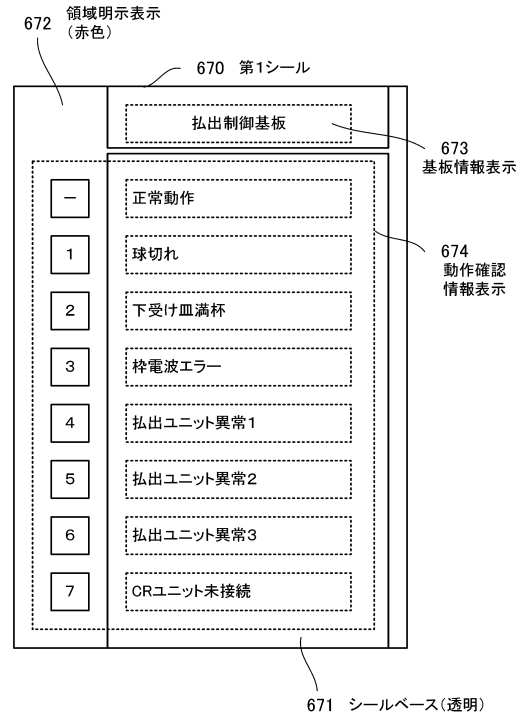 672 領域明示表示
（赤色）
670 第1シール
払出制御基板
673
基板情報表示
674
動作確認
情報表示
－ 正常動作
1 球切れ
2 下受け皿満杯
3 枠電波エラー
4 払出ユニット異常1
5 払出ユニット異常2
6 払出ユニット異常3
7 CRユニット未接続
671 シールベース（透明）